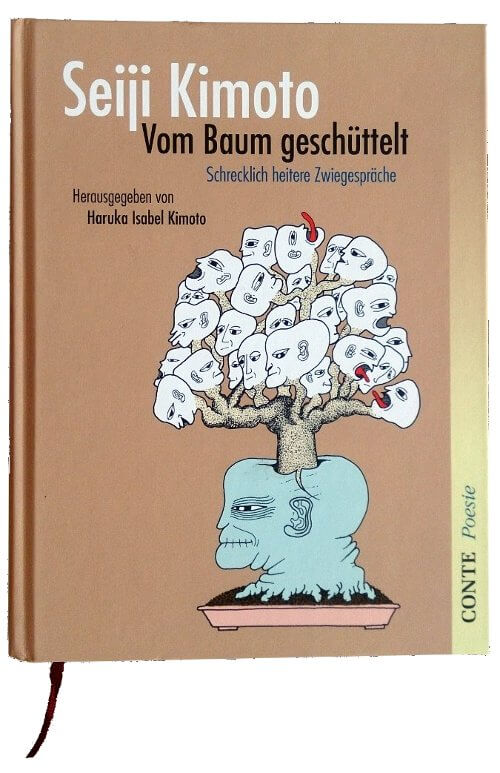 Seiji Kimoto
Vom Baum geschüttelt
Schrecklich heitere Zwiegespräche
Herausgegeben von
Haruka Isabel Kimoto
CONTE Poesie